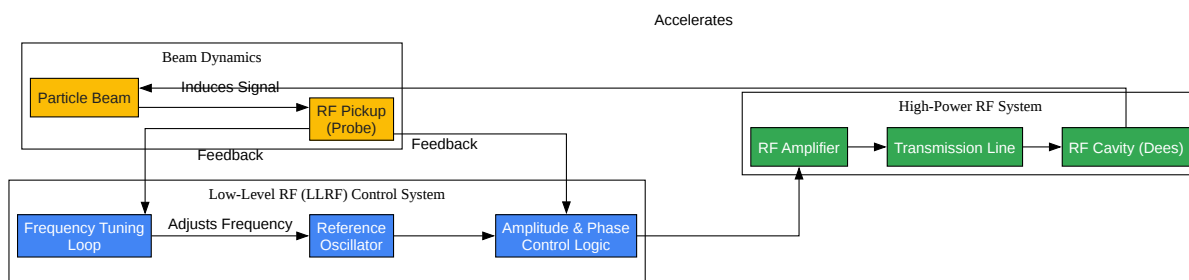 Accelerates
Beam Dynamics
Particle Beam
Induces Signal
RF Pickup
(Probe)
Feedback
Feedback
High-Power RF System
RF Amplifier
Transmission Line
RF Cavity (Dees)
Low-Level RF (LLRF) Control System
Frequency Tuning
Loop
Adjusts Frequency
Reference
Oscillator
Amplitude & Phase
Control Logic